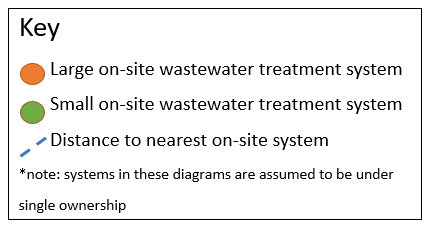 Key
Large on-site wastewater treatment system
Small on-site wastewater treatment system
Distance to nearest on-site system
*note: systems in these diagrams are assumed to be under
single ownership